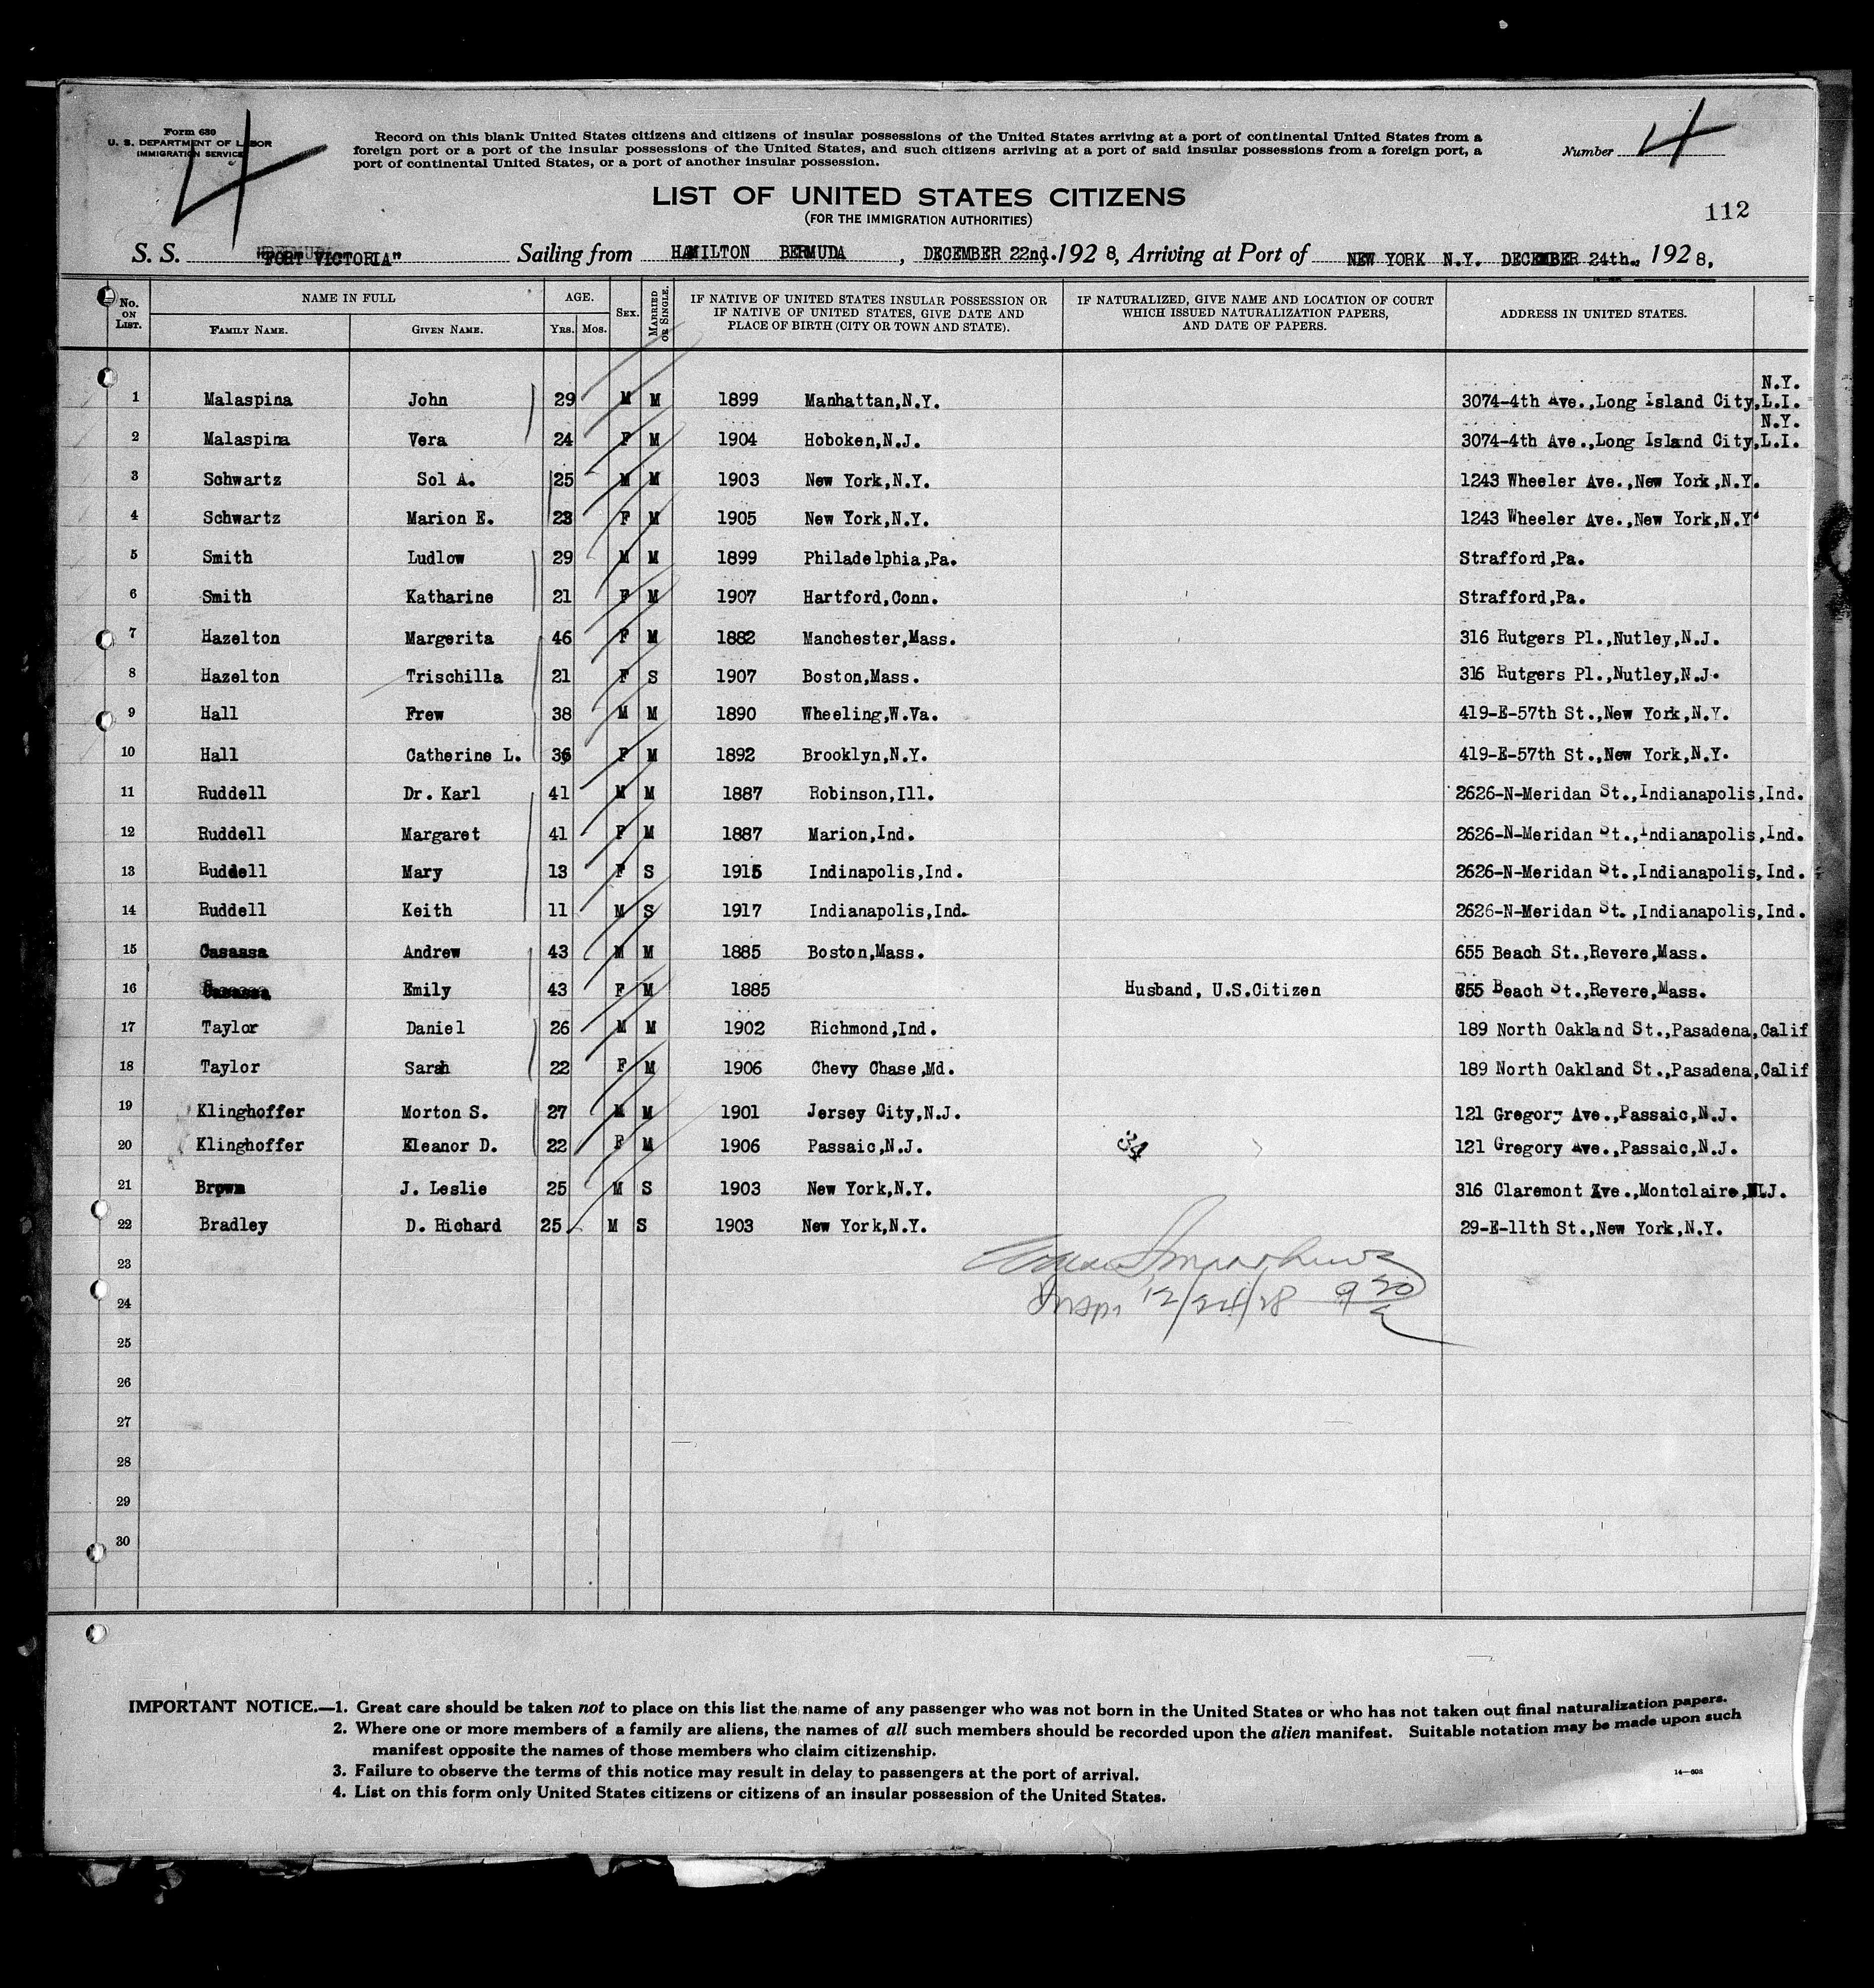 Form 630
U. S. DEPARTMENT OF LABOR
IMMIGRATION SERVICE
4
Record on this blank United States citizens and citizens of insular possessions of the United States arriving at a port of continental United States from a
foreign port or a port of the insular possessions of the United States, and such citizens arriving at a port of said insular possessions from a foreign port, a
port of continental United States, or a port of another insular possession.
Number 4
LIST OF UNITED STATES CITIZENS
(FOR THE IMMIGRATION AUTHORITIES)
112
S. S. "FORT VICTORIA" Sailing from HAMILTON BERMUDA , DECEMBER 22nd. 192 8, Arriving at Port of NEW YORK N.Y. DECEMBER 24th., 192 8,
No. ON LIST. NAME IN FULL FAMILY NAME. GIVEN NAME. AGE. YRS. MOS. SEX. MARRIED OR SINGLE. IF NATIVE OF UNITED STATES INSULAR POSSESSION OR IF NATIVE OF UNITED STATES, GIVE DATE AND PLACE OF BIRTH (CITY OR TOWN AND STATE). IF NATURALIZED, GIVE NAME AND LOCATION OF COURT WHICH ISSUED NATURALIZATION PAPERS, AND DATE OF PAPERS. ADDRESS IN UNITED STATES.
N.Y.
1 Malaspina John 29 M M 1899 Manhattan,N.Y. 3074-4th Ave.,Long Island City,L.I.
N.Y.
2 Malaspina Vera 24 F M 1904 Hoboken,N.J. 3074-4th Ave.,Long Island City,L.I.
3 Schwartz Sol A. 25 M M 1903 New York,N.Y. 1243 Wheeler Ave.,New York,N.Y.
4 Schwartz Marion E. 23 F M 1905 New York,N.Y. 1243 Wheeler Ave.,New York,N.Y.
5 Smith Ludlow 29 M M 1899 Philadelphia,Pa. Strafford,Pa.
6 Smith Katharine 21 F M 1907 Hartford,Conn. Strafford,Pa.
7 Hazelton Margerita 46 F M 1882 Manchester,Mass. 316 Rutgers Pl.,Nutley,N.J.
8 Hazelton Trischilla 21 F S 1907 Boston,Mass. 316 Rutgers Pl.,Nutley,N.J.
9 Hall Frew 38 M M 1890 Wheeling,W.Va. 419-E-57th St.,New York,N.Y.
10 Hall Catherine L. 36 F M 1892 Brooklyn,N.Y. 419-E-57th St.,New York,N.Y.
11 Ruddell Dr. Karl 41 M M 1887 Robinson,Ill. 2626-N-Meridan St.,Indianapolis,Ind.
12 Ruddell Margaret 41 F M 1887 Marion,Ind. 2626-N-Meridan St.,Indianapolis,Ind.
13 Ruddell Mary 13 F S 1915 Indinapolis,Ind. 2626-N-Meridan St.,Indianapolis,Ind.
14 Ruddell Keith 11 M S 1917 Indianapolis,Ind. 2626-N-Meridan St.,Indianapolis,Ind.
15 Casassa Andrew 43 M M 1885 Boston,Mass. 655 Beach St.,Revere,Mass.
16 Casassa Emily 43 F M 1885 Husband, U.S.Citizen 655 Beach St.,Revere,Mass.
17 Taylor Daniel 26 M M 1902 Richmond,Ind. 189 North Oakland St.,Pasadena,Calif
18 Taylor Sarah 22 F M 1906 Chevy Chase,Md. 189 North Oakland St.,Pasadena,Calif
19 Klinghoffer Morton S. 27 M M 1901 Jersey City,N.J. 121 Gregory Ave.,Passaic,N.J.
20 Klinghoffer Eleanor D. 22 F M 1906 Passaic,N.J. 34 121 Gregory Ave.,Passaic,N.J.
21 Brown J. Leslie 25 M S 1903 New York,N.Y. 316 Claremont Ave.,Montclaire,N.J.
22 Bradley D. Richard 25 M S 1903 New York,N.Y. 29-E-11th St.,New York,N.Y.
23
24 Insp. 12/24/28 9 20
25
26
27
28
29
30
IMPORTANT NOTICE.—1. Great care should be taken not to place on this list the name of any passenger who was not born in the United States or who has not taken out final naturalization papers.
2. Where one or more members of a family are aliens, the names of all such members should be recorded upon the alien manifest. Suitable notation may be made upon such
manifest opposite the names of those members who claim citizenship.
3. Failure to observe the terms of this notice may result in delay to passengers at the port of arrival.
4. List on this form only United States citizens or citizens of an insular possession of the United States.
14—608